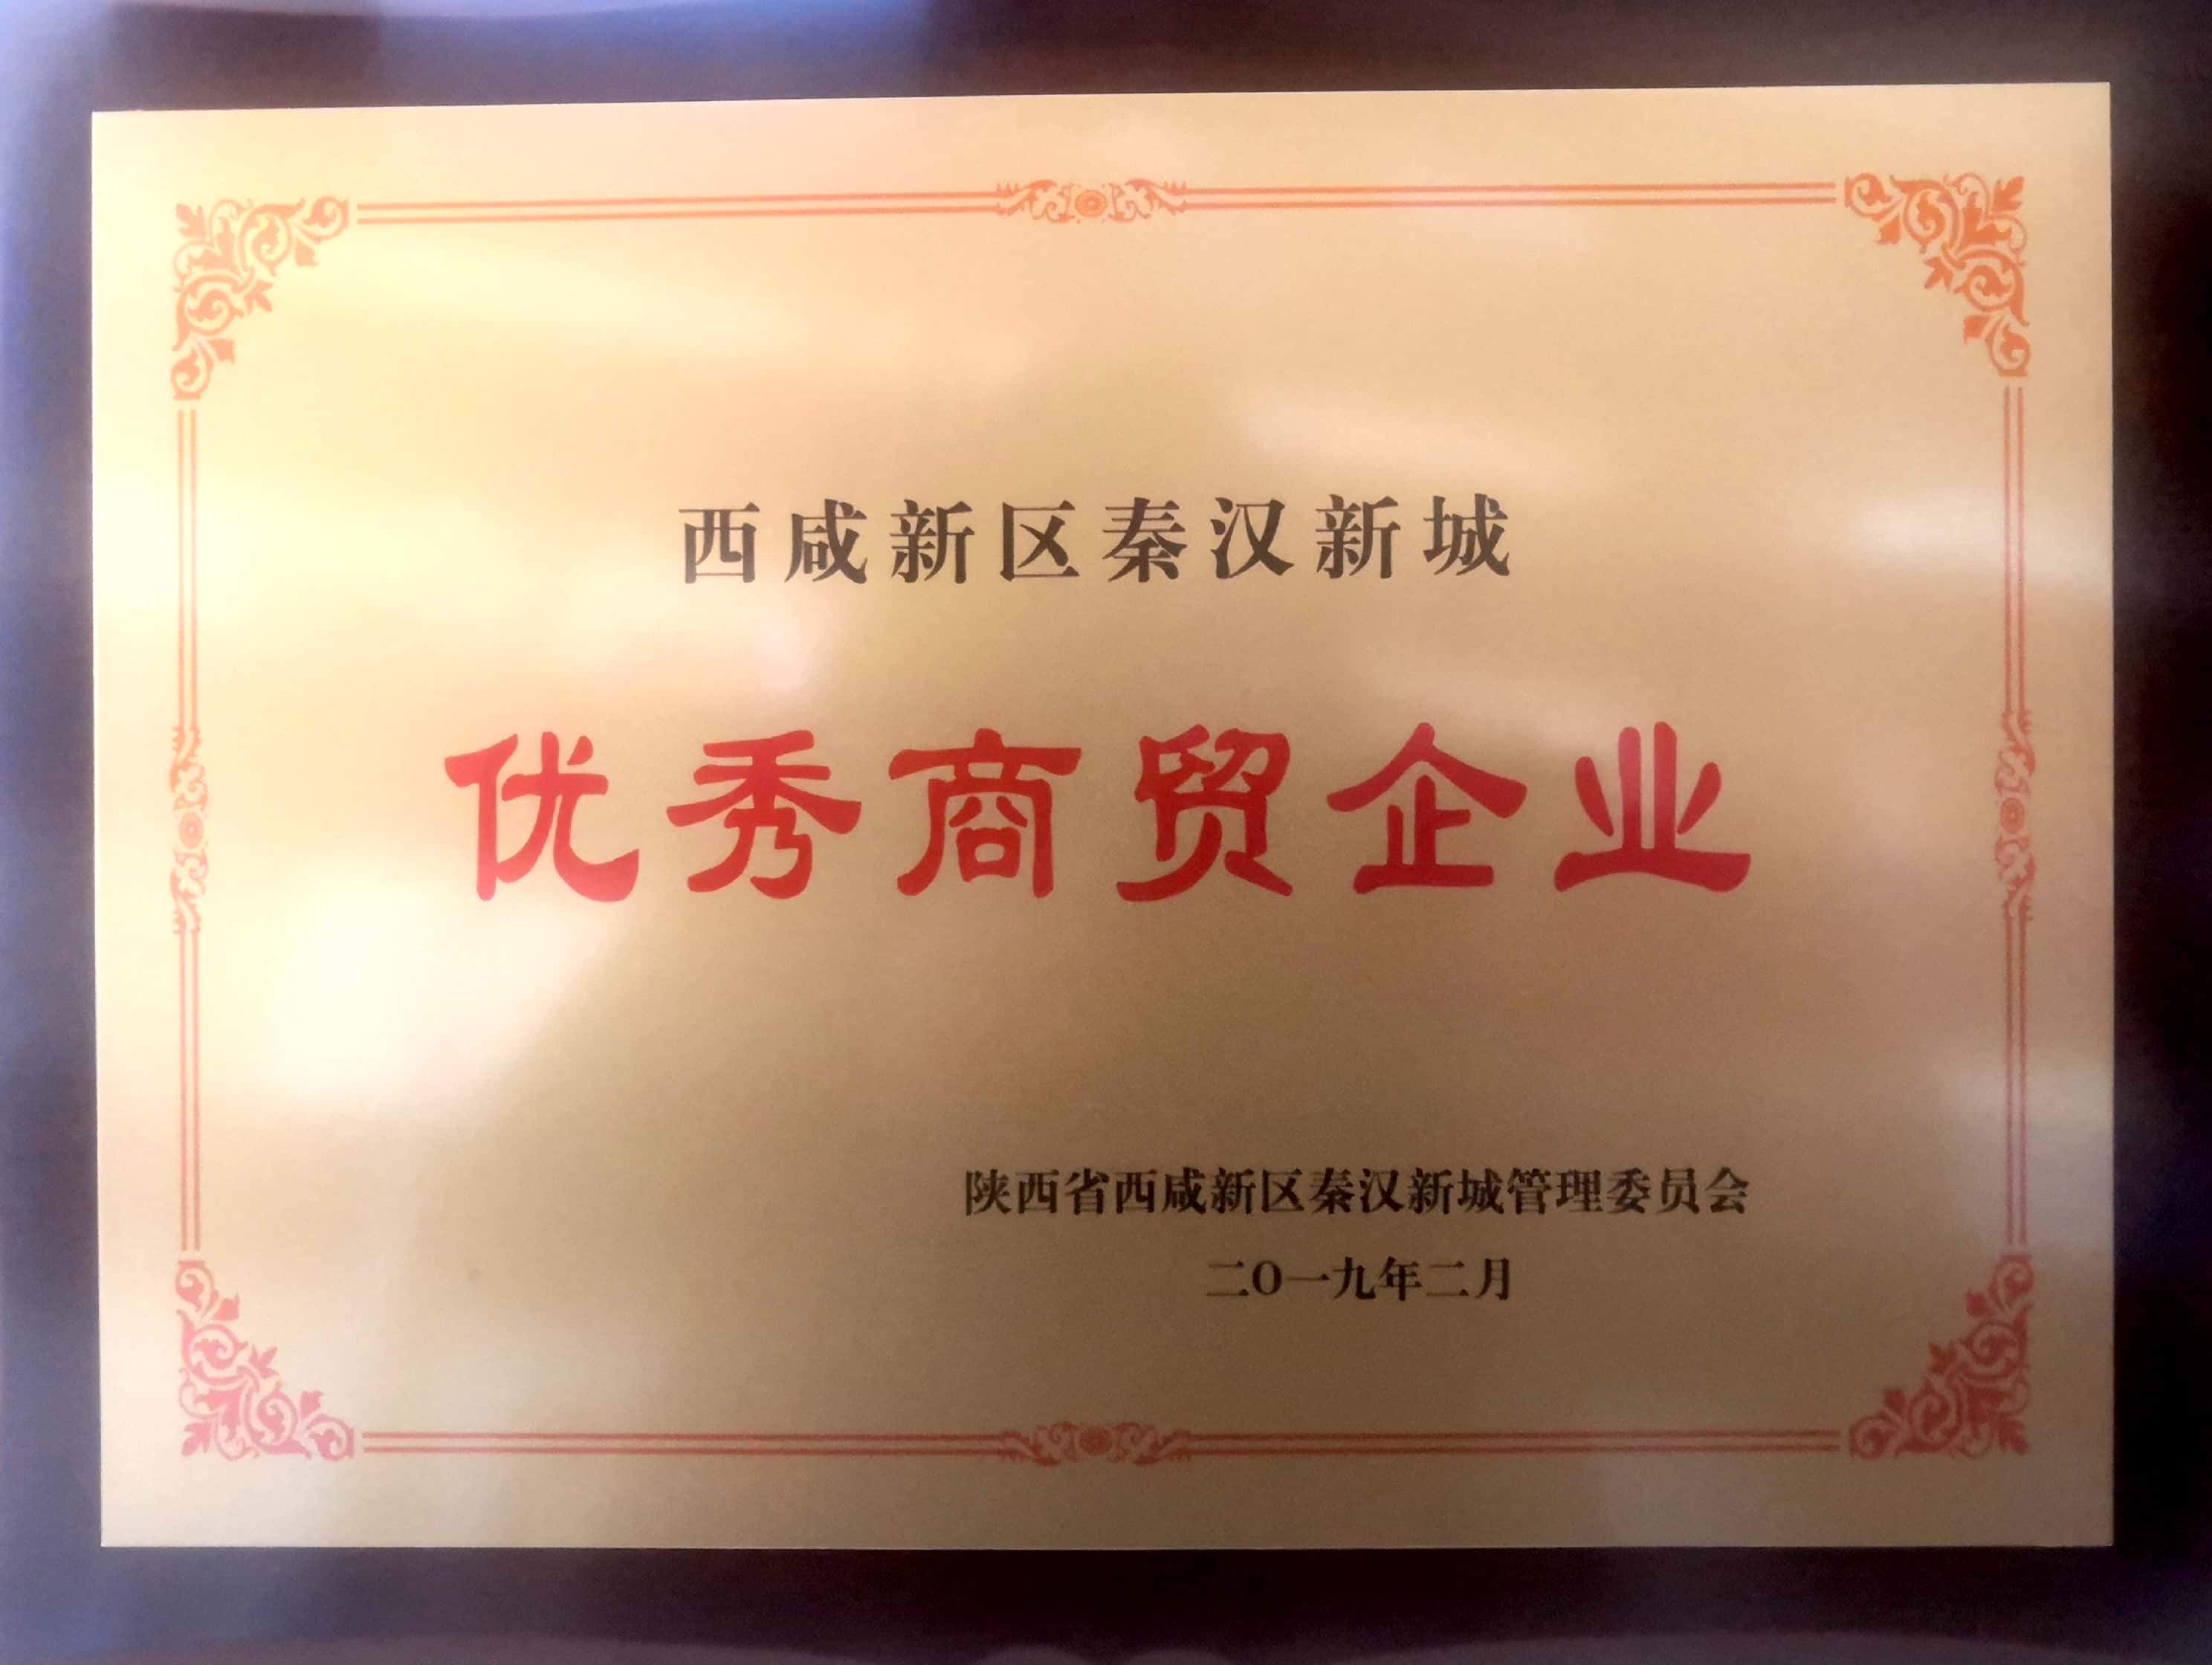 西咸新区秦汉新城
优秀商贸企业
陕西省西咸新区秦汉新城管理委员会
二〇一九年二月